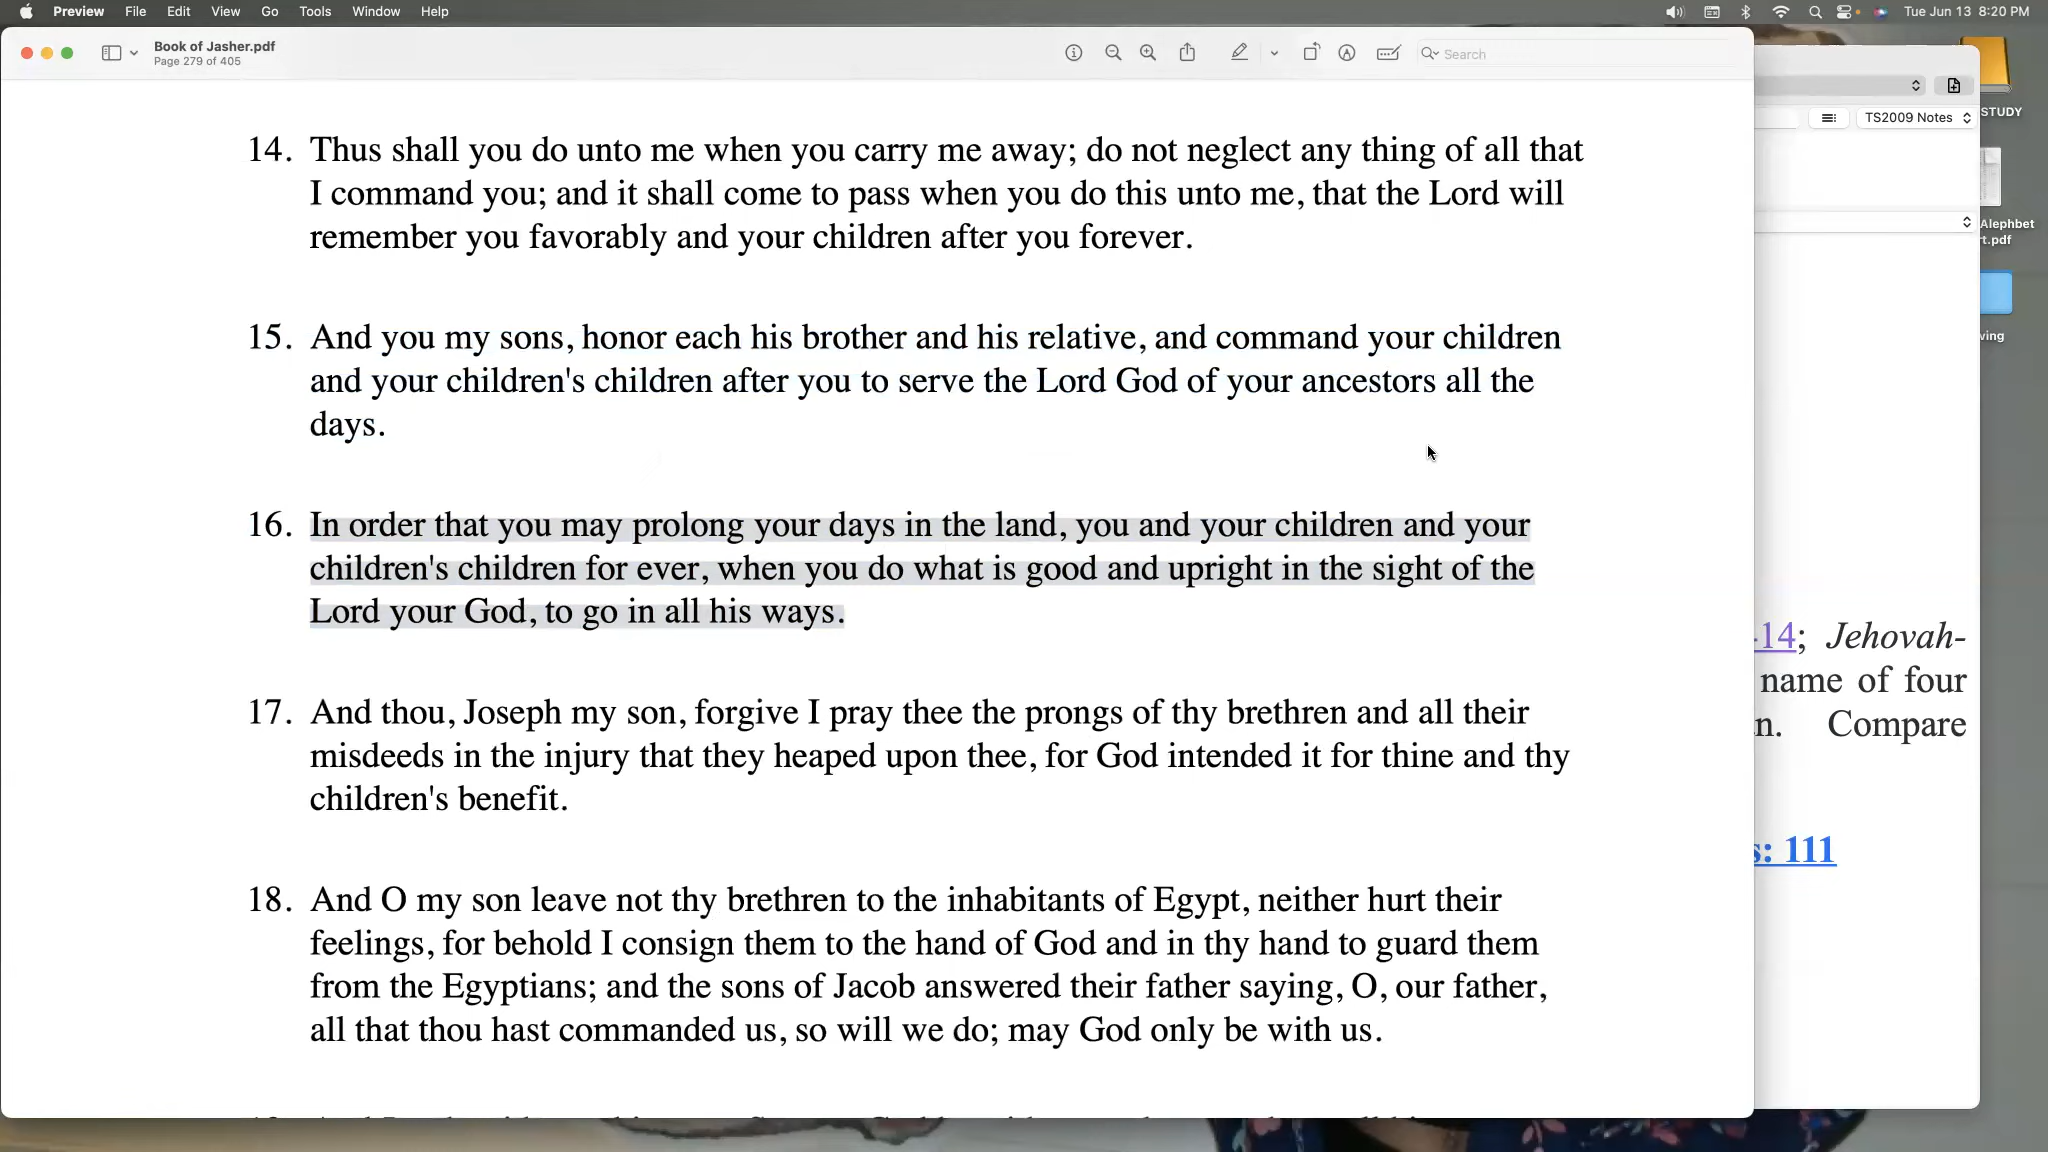 Preview File Edit View Go Tools Window Help
Tue Jun 13 8:20 PM
Book of Jasher.pdf
Page 279 of 405
Search
14. Thus shall you do unto me when you carry me away; do not neglect any thing of all that
I command you; and it shall come to pass when you do this unto me, that the Lord will
remember you favorably and your children after you forever.
15. And you my sons, honor each his brother and his relative, and command your children
and your children's children after you to serve the Lord God of your ancestors all the
days.
16. In order that you may prolong your days in the land, you and your children and your
children's children for ever, when you do what is good and upright in the sight of the
Lord your God, to go in all his ways.
17. And thou, Joseph my son, forgive I pray thee the prongs of thy brethren and all their
misdeeds in the injury that they heaped upon thee, for God intended it for thine and thy
children's benefit.
18. And O my son leave not thy brethren to the inhabitants of Egypt, neither hurt their
feelings, for behold I consign them to the hand of God and in thy hand to guard them
from the Egyptians; and the sons of Jacob answered their father saying, O, our father,
all that thou hast commanded us, so will we do; may God only be with us.
TS2009 Notes
-14; Jehovah-
name of four
n. Compare
s: 111
STUDY
Alephbet
rt.pdf
ving